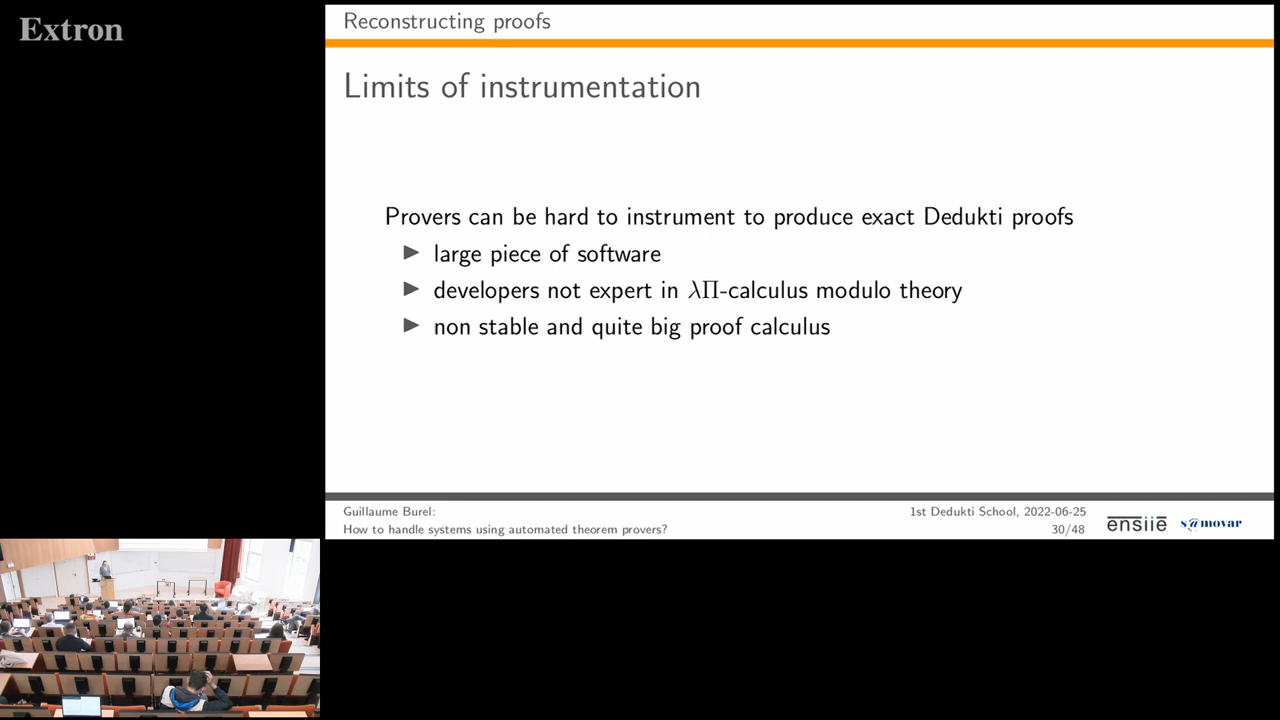 Extron
Reconstructing proofs
Limits of instrumentation
Provers can be hard to instrument to produce exact Dedukti proofs
▶ large piece of software
▶ developers not expert in λΠ-calculus modulo theory
▶ non stable and quite big proof calculus
Guillaume Burel:
How to handle systems using automated theorem provers?
1st Dedukti School, 2022-06-25
30/48
ensiie
s@movar